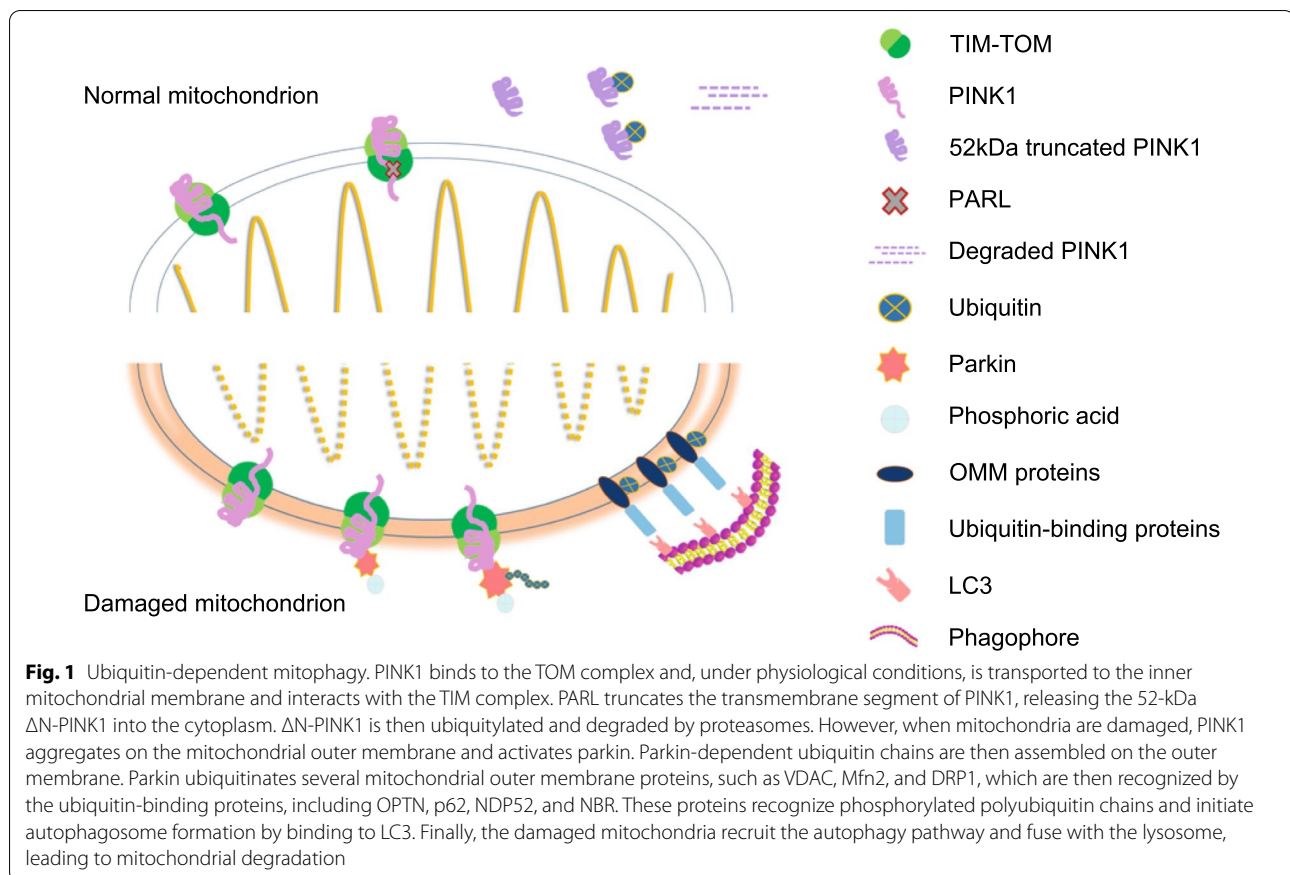 Normal mitochondrion
Damaged mitochondrion
TIM-TOM
PINK1
52kDa truncated PINK1
PARL
Degraded PINK1
Ubiquitin
Parkin
Phosphoric acid
OMM proteins
Ubiquitin-binding proteins
LC3
Phagophore
Fig. 1 Ubiquitin-dependent mitophagy. PINK1 binds to the TOM complex and, under physiological conditions, is transported to the inner
mitochondrial membrane and interacts with the TIM complex. PARL truncates the transmembrane segment of PINK1, releasing the 52-kDa
ΔN-PINK1 into the cytoplasm. ΔN-PINK1 is then ubiquitylated and degraded by proteasomes. However, when mitochondria are damaged, PINK1
aggregates on the mitochondrial outer membrane and activates parkin. Parkin-dependent ubiquitin chains are then assembled on the outer
membrane. Parkin ubiquitinates several mitochondrial outer membrane proteins, such as VDAC, Mfn2, and DRP1, which are then recognized by
the ubiquitin-binding proteins, including OPTN, p62, NDP52, and NBR. These proteins recognize phosphorylated polyubiquitin chains and initiate
autophagosome formation by binding to LC3. Finally, the damaged mitochondria recruit the autophagy pathway and fuse with the lysosome,
leading to mitochondrial degradation